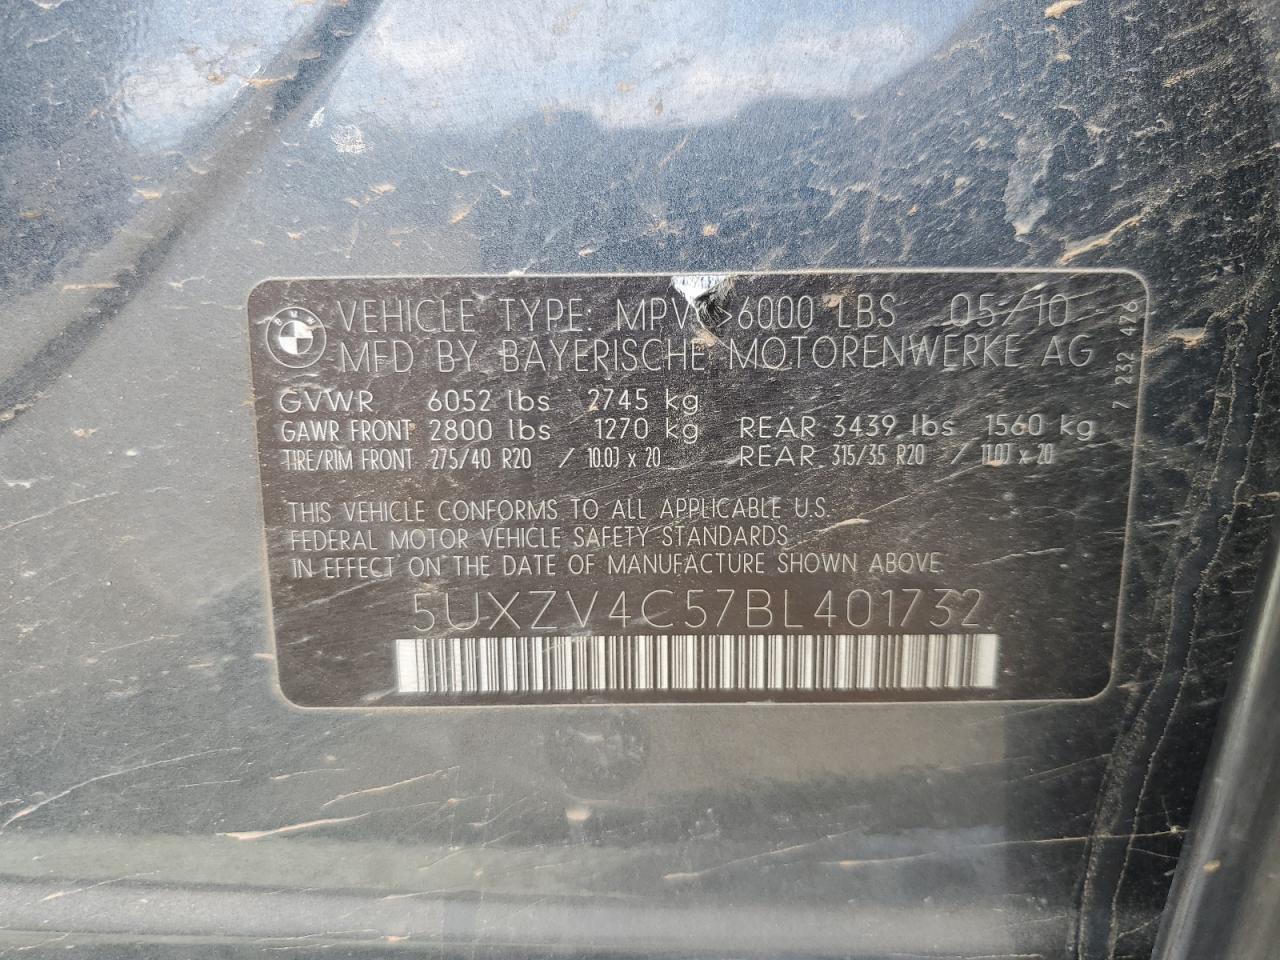 BMW
VEHICLE TYPE: MPV >6000 LBS 05/10
MFD BY BAYERISCHE MOTORENWERKE AG
GVWR 6052 lbs 2745 kg
GAWR FRONT 2800 lbs 1270 kg REAR 3439 lbs 1560 kg
TIRE/RIM FRONT 275/40 R20 / 10.0J x 20 REAR 315/35 R20 / 11.0J x 20
THIS VEHICLE CONFORMS TO ALL APPLICABLE U.S.
FEDERAL MOTOR VEHICLE SAFETY STANDARDS
IN EFFECT ON THE DATE OF MANUFACTURE SHOWN ABOVE.
5UXZV4C57BL401732
7 232 426